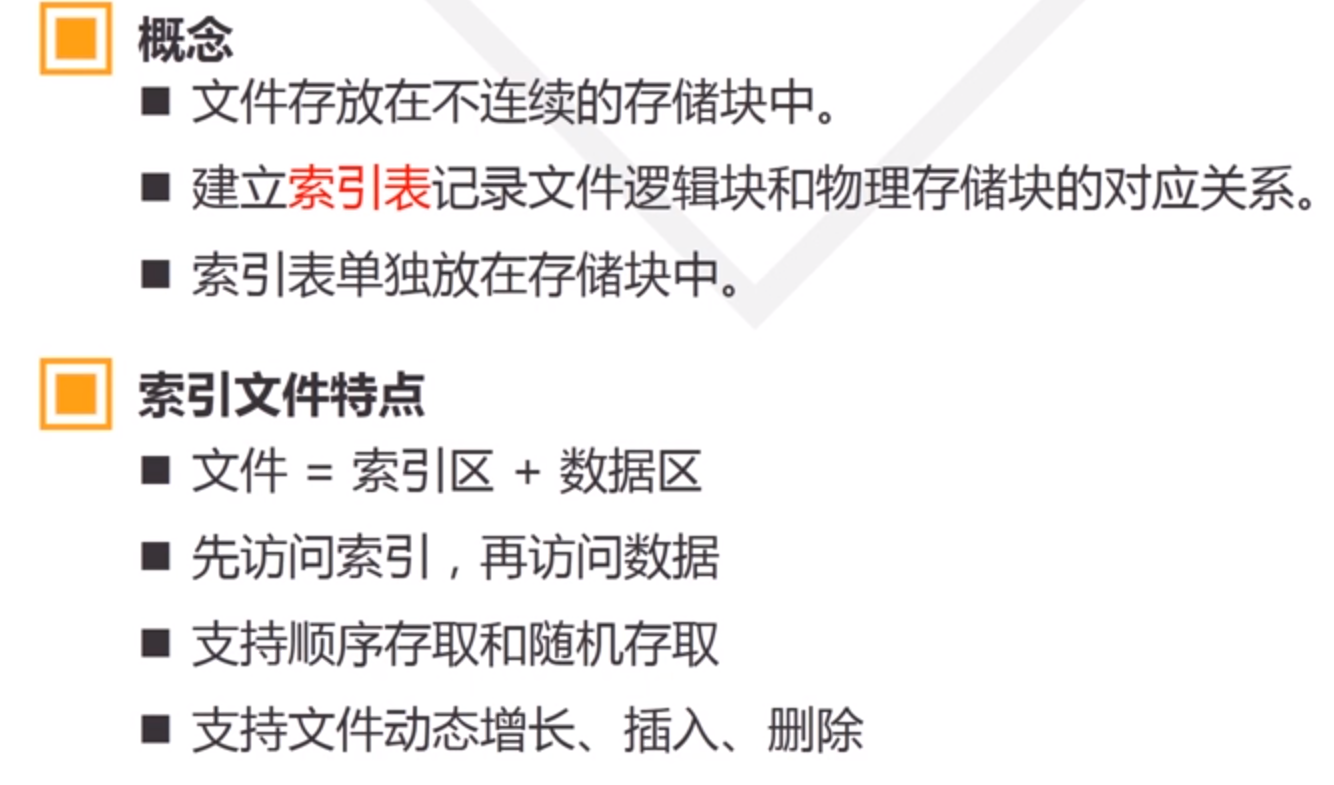 概念
文件存放在不连续的存储块中。
建立索引表记录文件逻辑块和物理存储块的对应关系。
索引表单独放在存储块中。
索引文件特点
文件 = 索引区 + 数据区
先访问索引，再访问数据
支持顺序存取和随机存取
支持文件动态增长、插入、删除